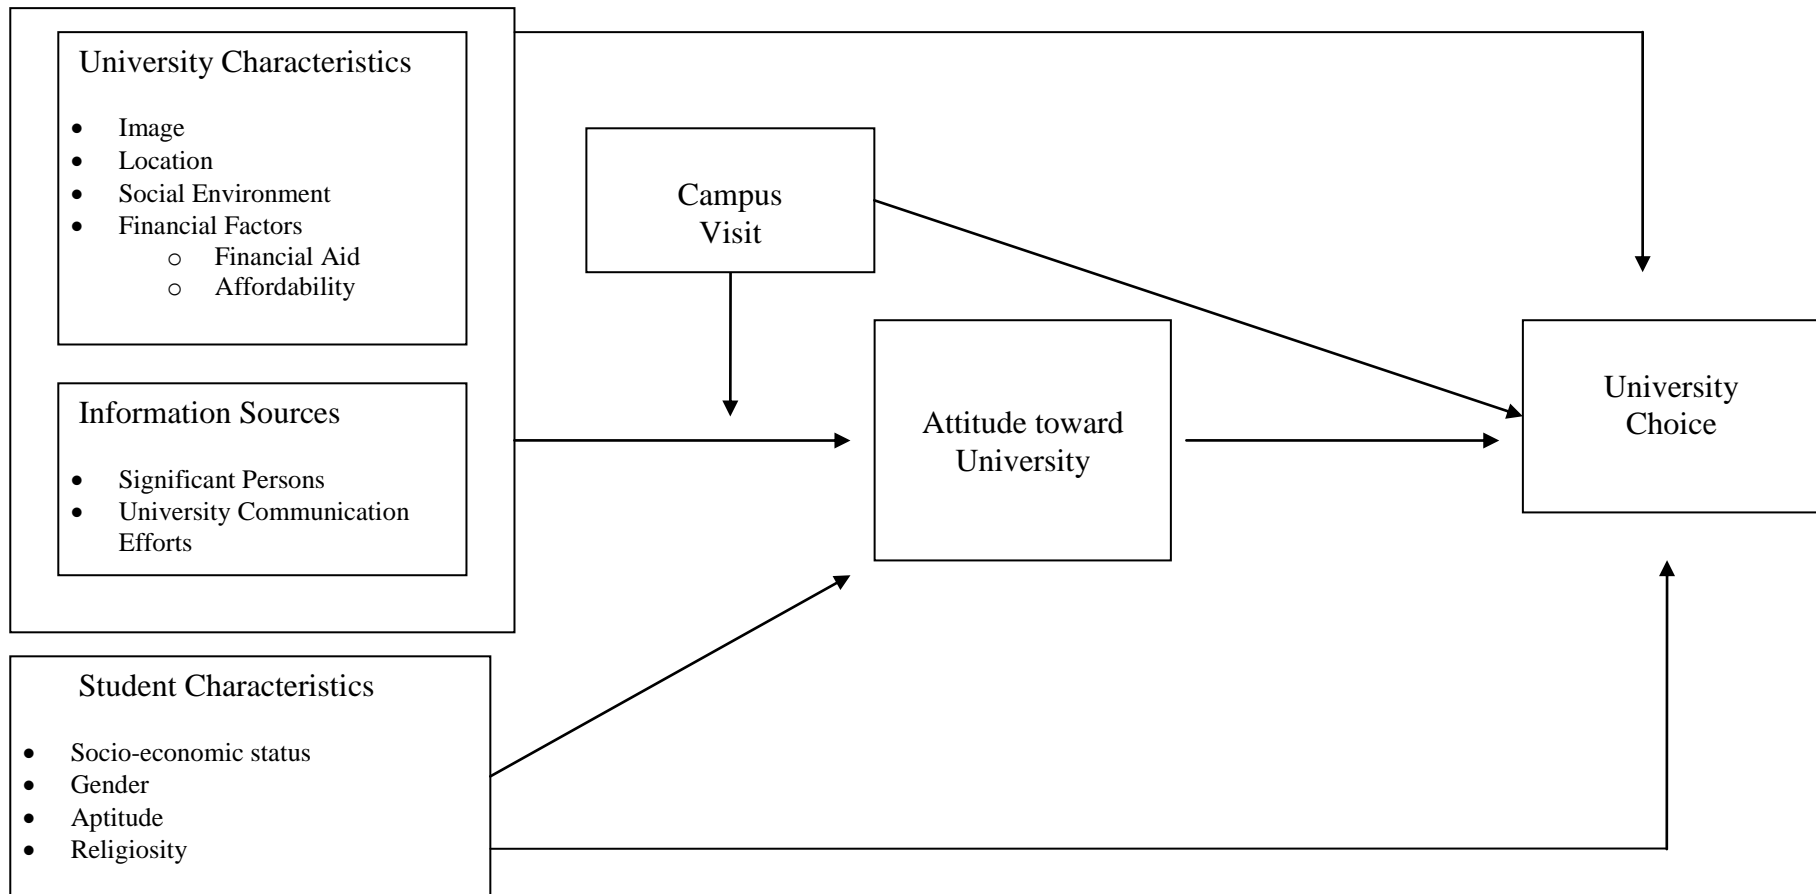 University Characteristics
• Image
• Location
• Social Environment
• Financial Factors
o Financial Aid
o Affordability
Information Sources
• Significant Persons
• University Communication
Efforts
Student Characteristics
• Socio-economic status
• Gender
• Aptitude
• Religiosity
Campus
Visit
Attitude toward
University
University
Choice